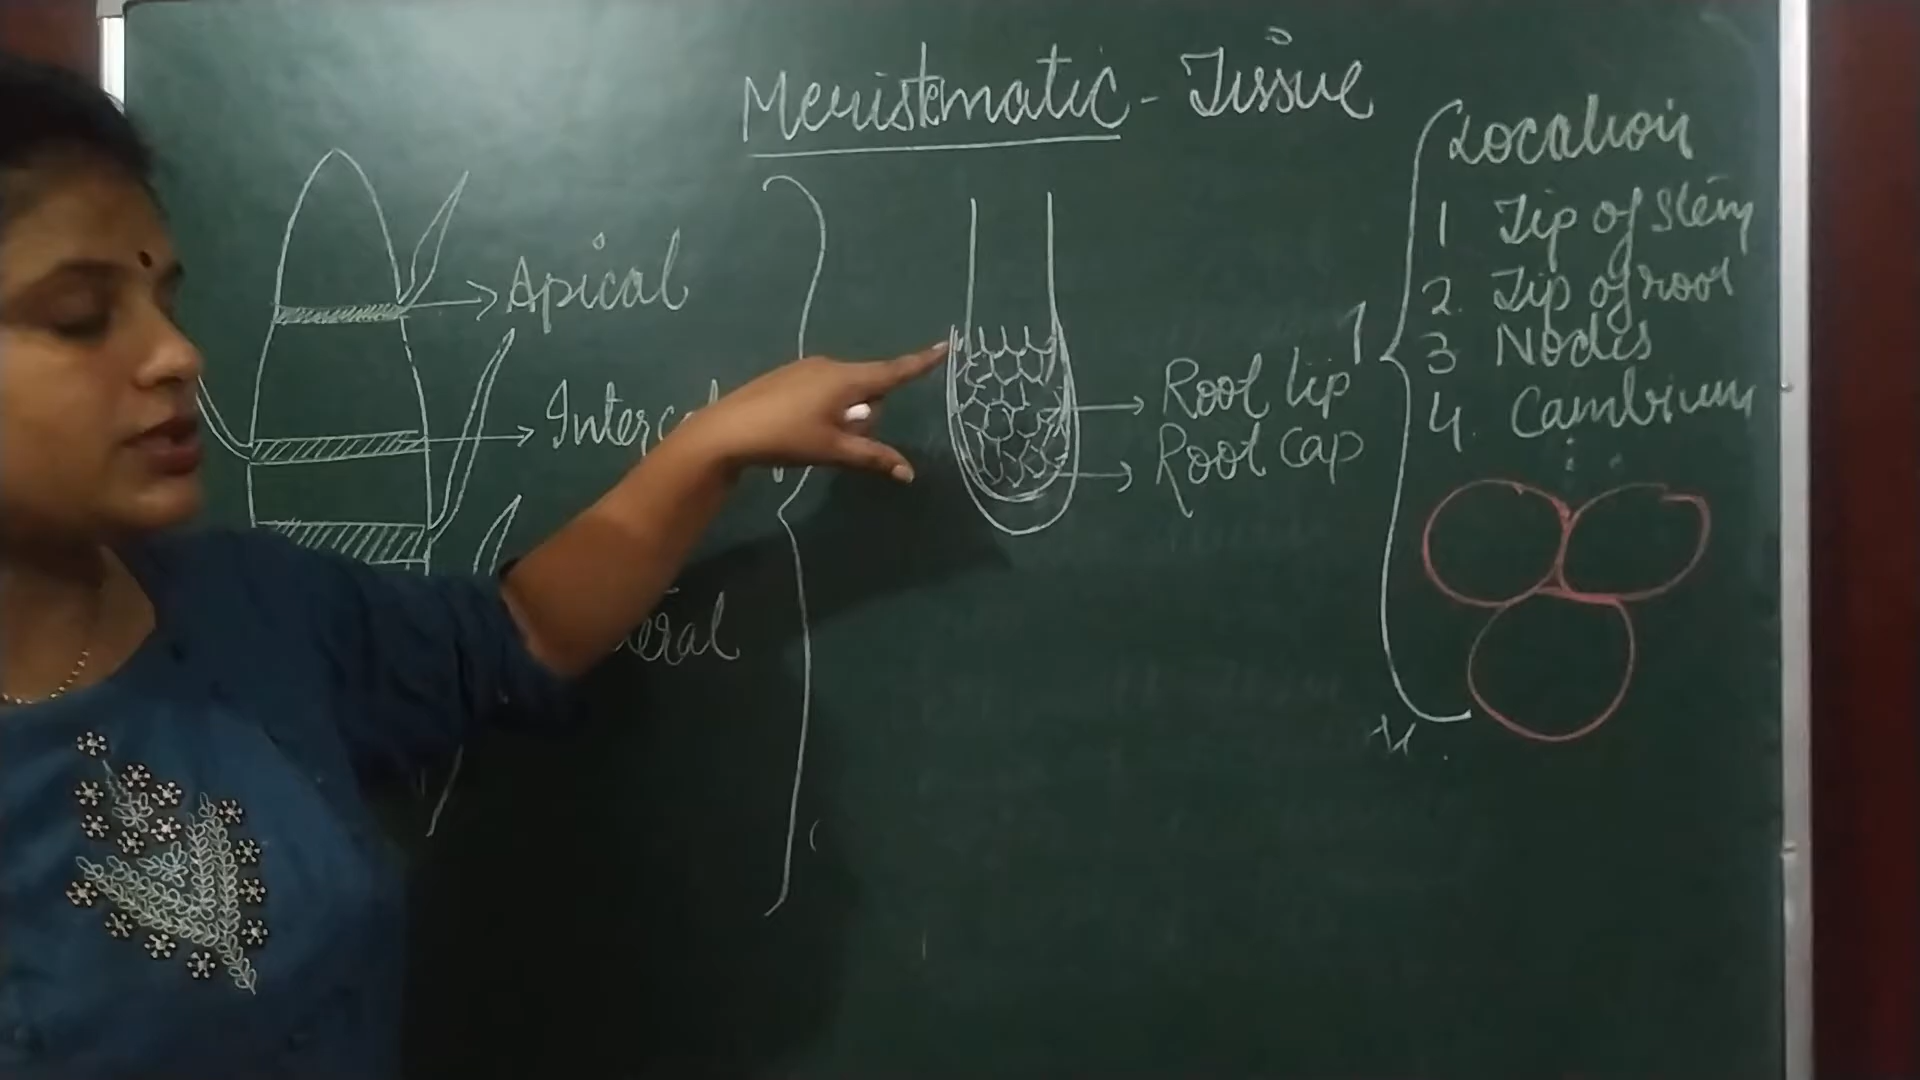 Meristematic - Tissue
Apical
Root tip
Root Cap
Location
1 Tip of Stem
2. Tip of root
3 Nodes
4. Cambium